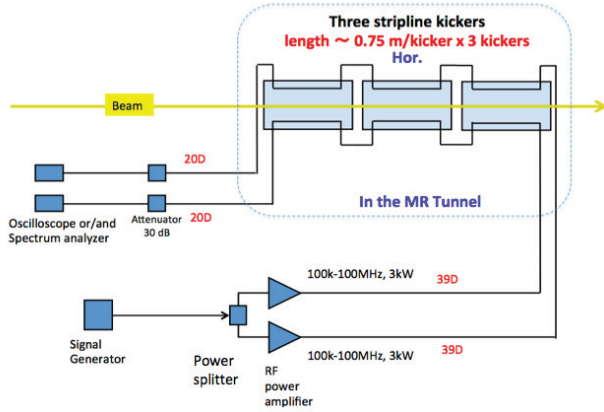 Three stripline kickers
length ～ 0.75 m/kicker x 3 kickers
Hor.
Beam
20D
20D
Oscilloscope or/and
Spectrum analyzer
Attenuator
30 dB
In the MR Tunnel
100k-100MHz, 3kW
39D
Signal
Generator
Power
splitter
RF
power
amplifier
100k-100MHz, 3kW
39D